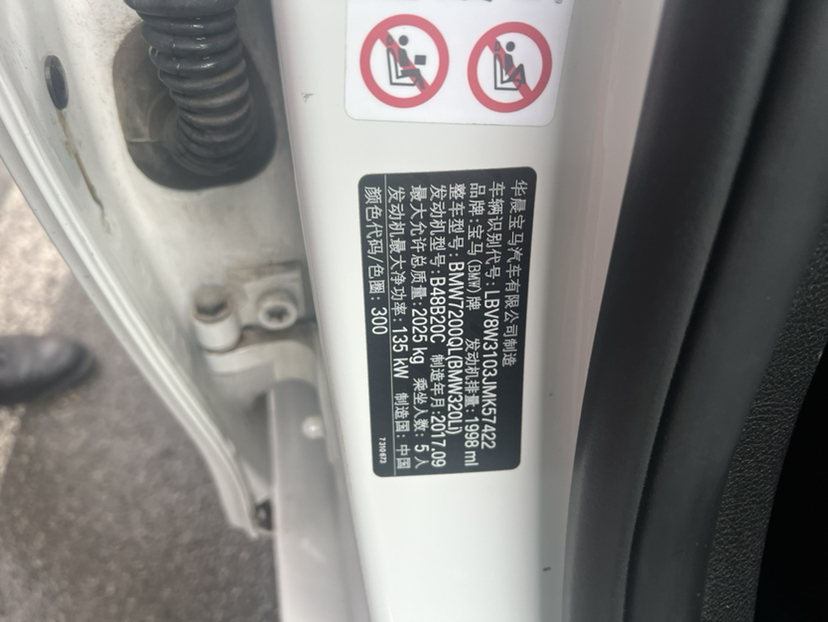 华晨宝马汽车有限公司制造
车辆识别代号:LBV8W3103JMK57422
品牌:宝马(BMW)牌 发动机排量:1998 ml
整车型号:BMW7200QL(BMW320Li)
发动机型号:B48B20C 制造年月:2017.09
最大允许总质量:2025 kg 乘坐人数:5人
发动机最大净功率:135 kW 制造国:中国
颜色代码/色圈:300
7 310 673